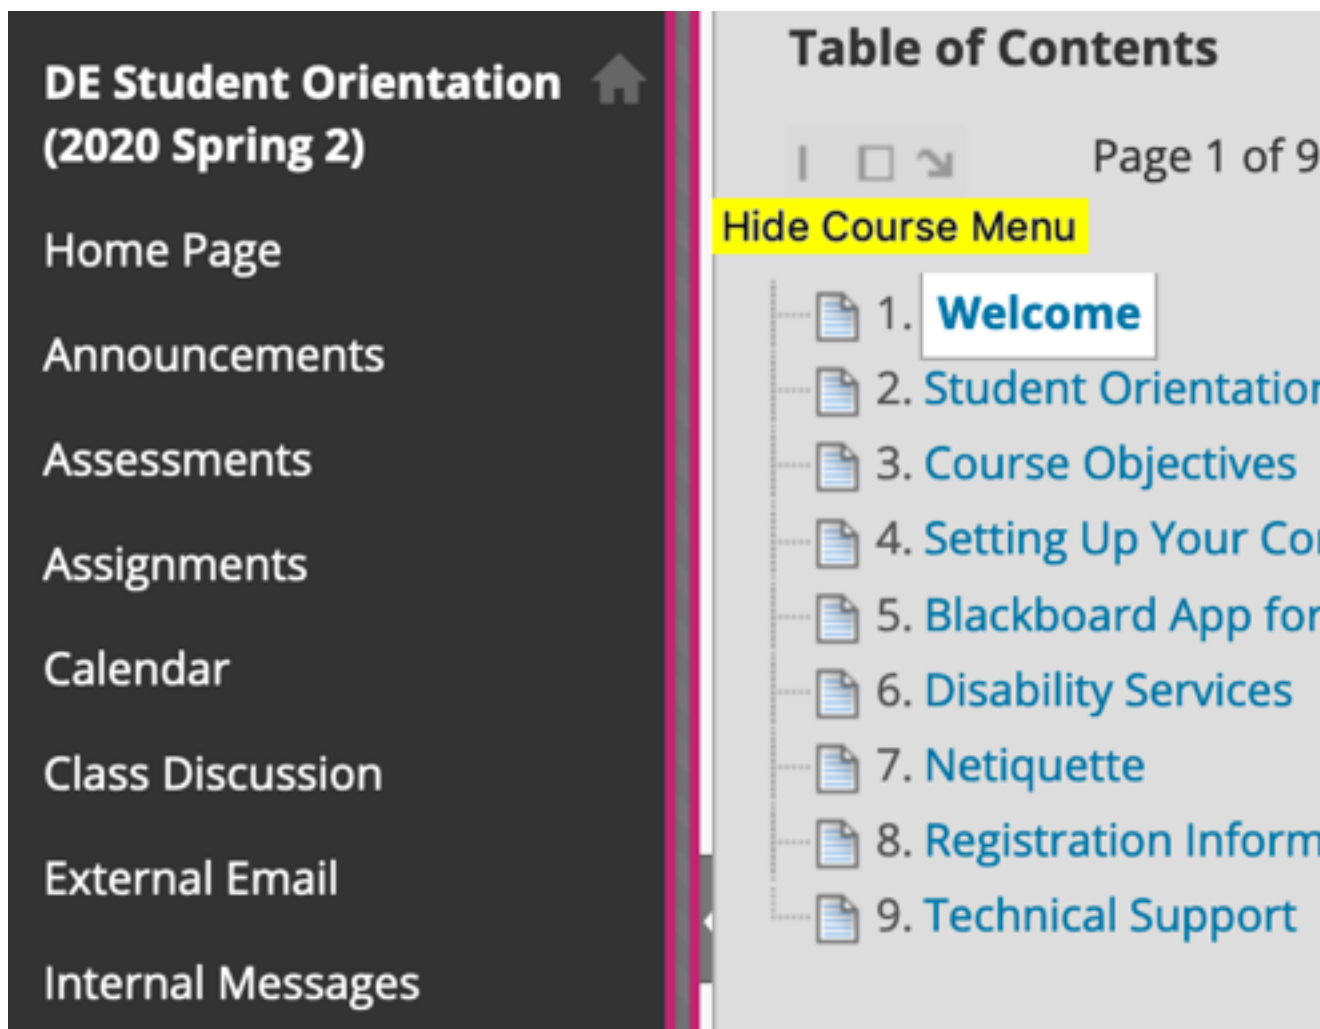 DE Student Orientation
(2020 Spring 2)
Home Page
Announcements
Assessments
Assignments
Calendar
Class Discussion
External Email
Internal Messages
Table of Contents
Page 1 of 9
Hide Course Menu
1. Welcome
2. Student Orientation
3. Course Objectives
4. Setting Up Your Co
5. Blackboard App for
6. Disability Services
7. Netiquette
8. Registration Inform
9. Technical Support